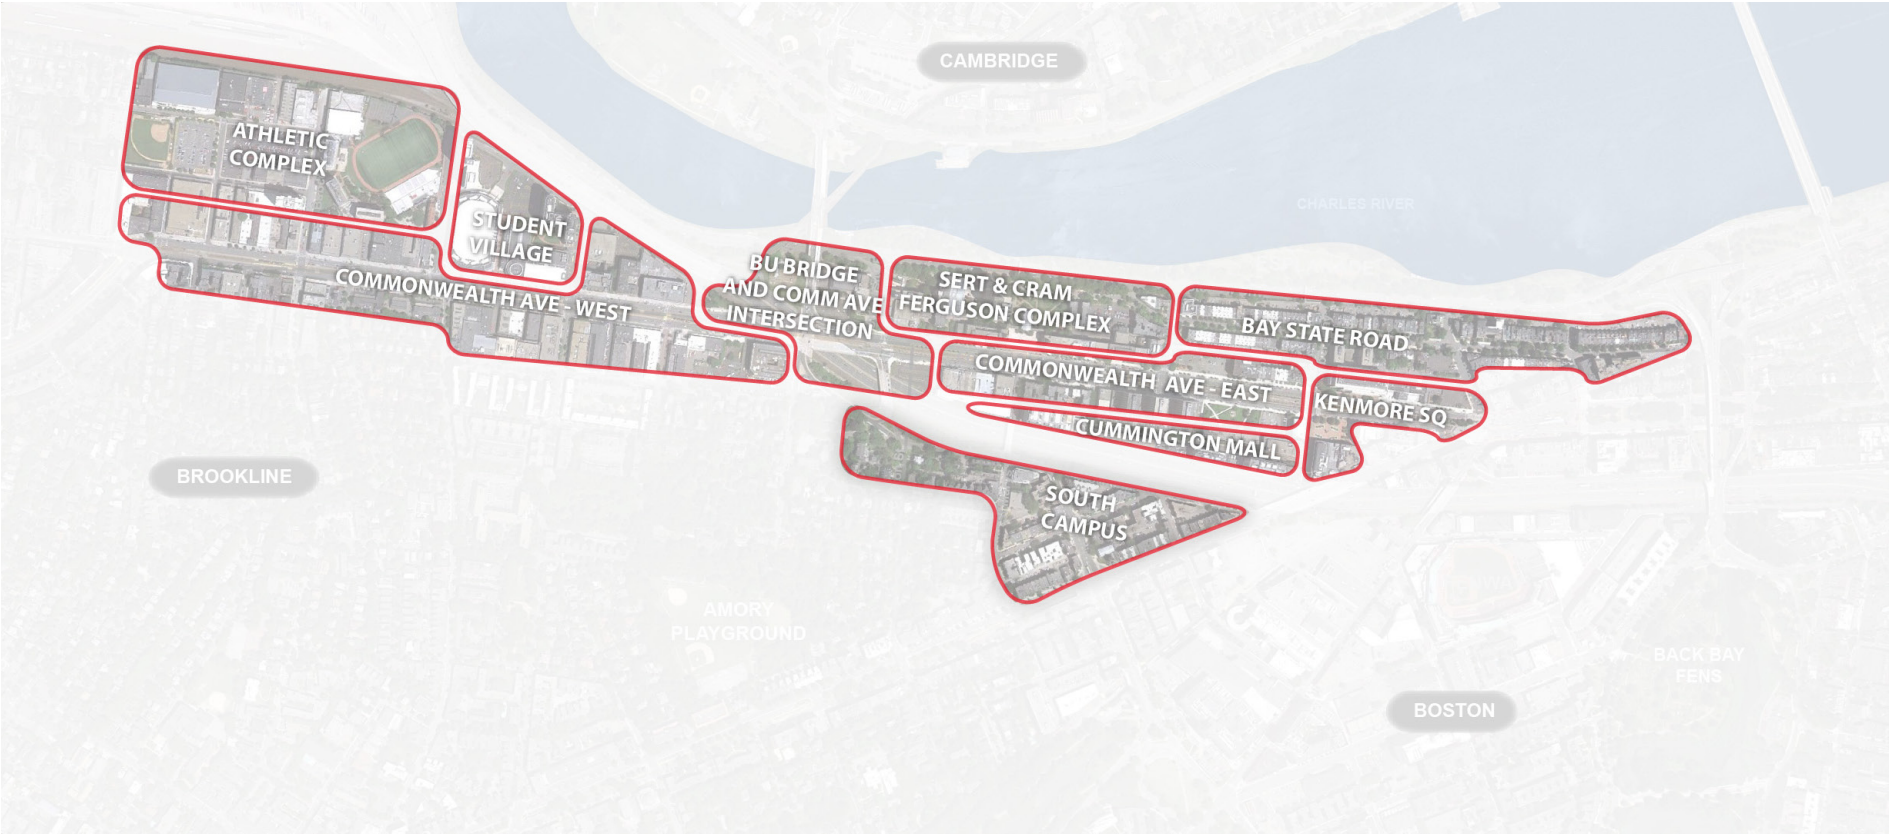 CAMBRIDGE
ATHLETIC
COMPLEX
CHARLES RIVER
STUDENT
VILLAGE
BU BRIDGE
AND COMM AVE
INTERSECTION
SERT & CRAM
FERGUSON COMPLEX
COMMONWEALTH AVE - WEST
BAY STATE ROAD
COMMONWEALTH AVE - EAST
KENMORE SQ
CUMMINGTON MALL
BROOKLINE
SOUTH
CAMPUS
AMORY
PLAYGROUND
BACK BAY
FENS
BOSTON